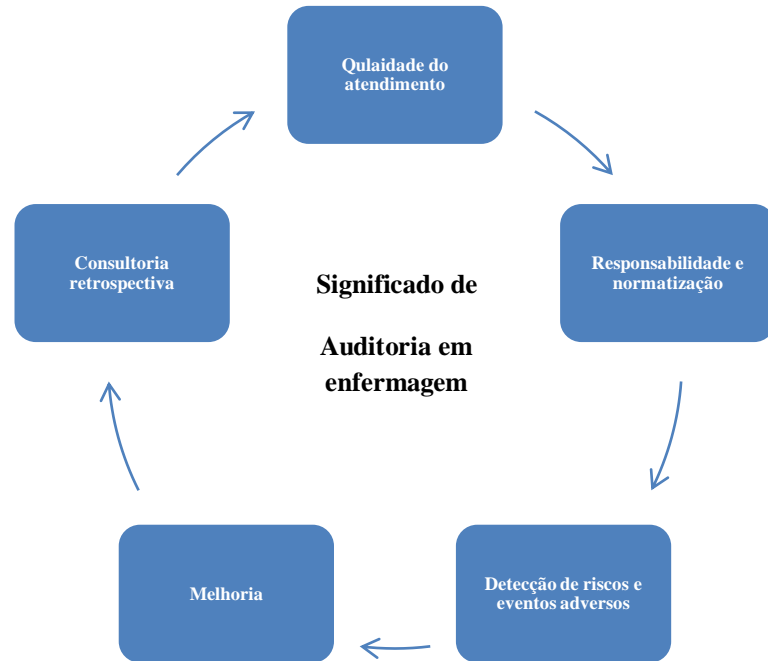 Qulaidade do
atendimento
Responsabilidade e
normatização
Detecção de riscos e
eventos adversos
Melhoria
Consultoria
retrospectiva
Significado de
Auditoria em
enfermagem